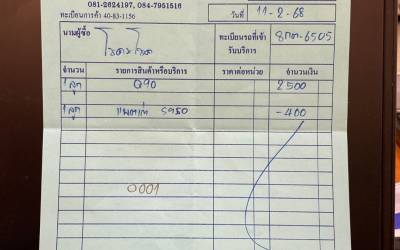 081-2624197, 084-7951516
ทะเบียนการค้า 40-83-1156
วันที่ 11-2-68
นามผู้ซื้อ
ทะเบียนรถที่เข้ารับบริการ 8กต-6505
จำนวน รายการสินค้าหรือบริการ ราคาต่อหน่วย จำนวนเงิน
1 ลูก Q90 2500
1 ลูก แบตเก่า -400
0001